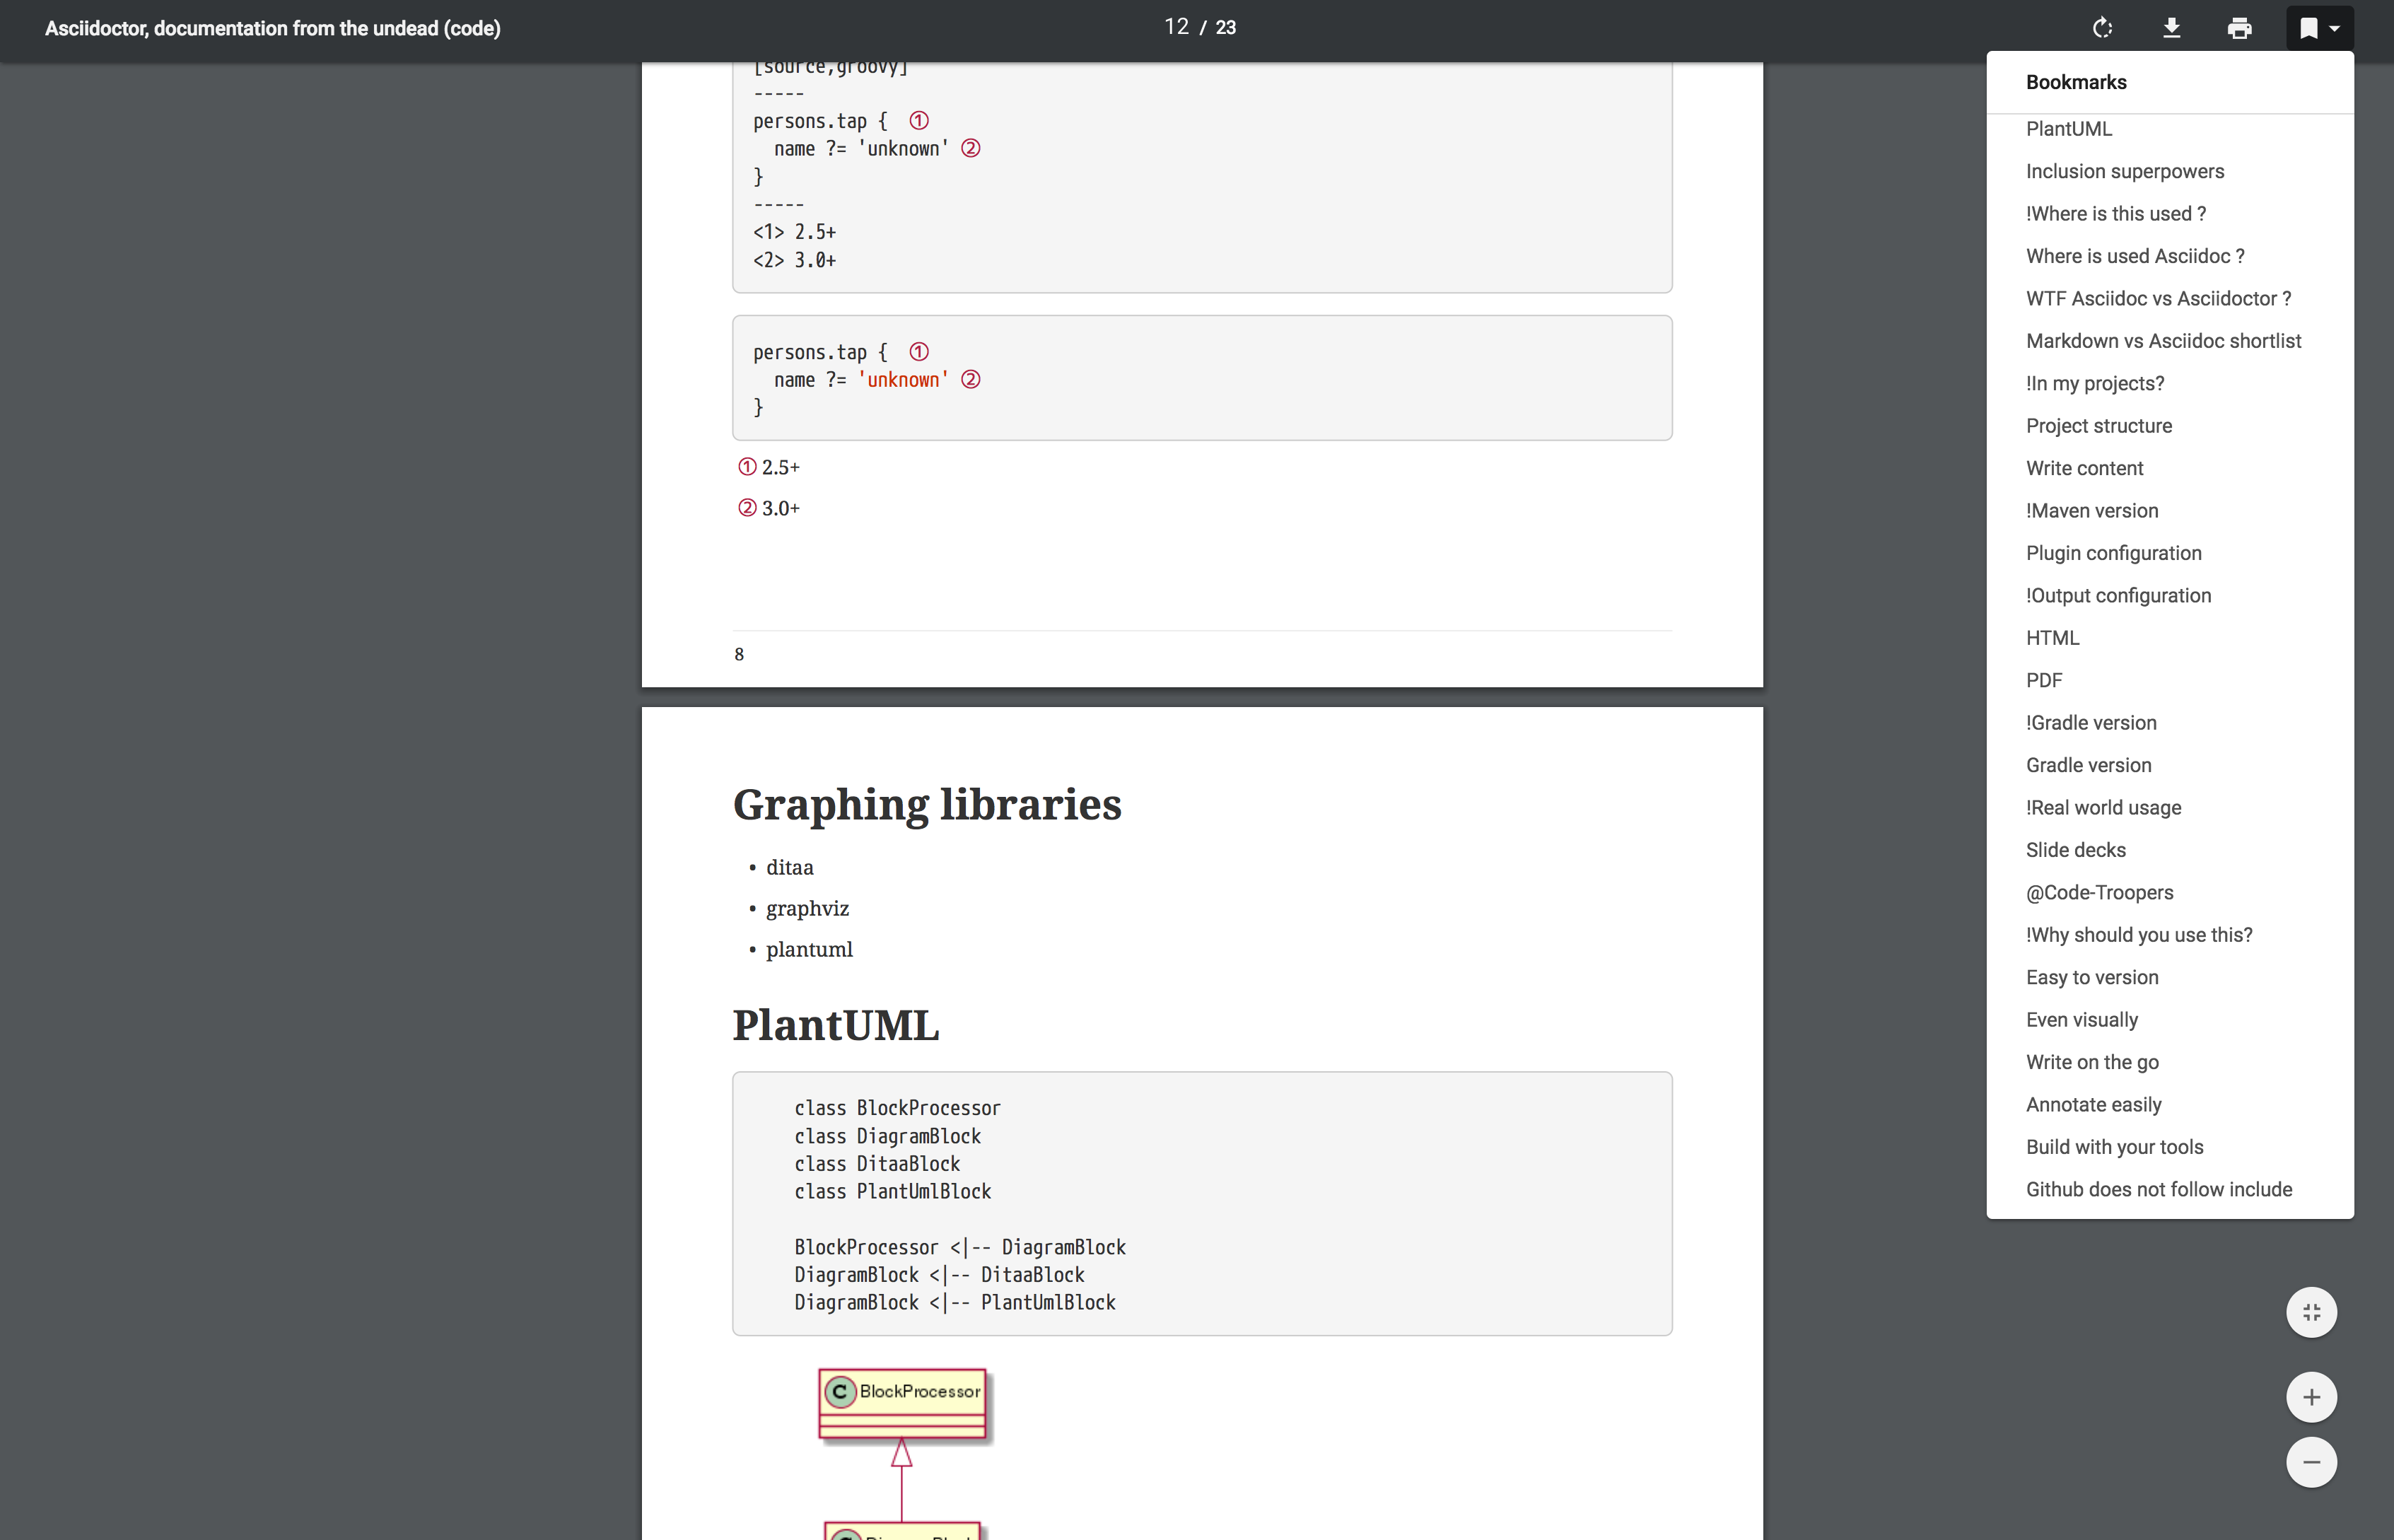 Asciidoctor, documentation from the undead (code)
12 / 23
[source,groovy]
-----
persons.tap { ①
name ?= 'unknown' ②
}
-----
<1> 2.5+
<2> 3.0+
persons.tap { ①
name ?= 'unknown' ②
}
① 2.5+
② 3.0+
8
Graphing libraries
• ditaa
• graphviz
• plantuml
PlantUML
class BlockProcessor
class DiagramBlock
class DitaaBlock
class PlantUmlBlock
BlockProcessor <|-- DiagramBlock
DiagramBlock <|-- DitaaBlock
DiagramBlock <|-- PlantUmlBlock
C BlockProcessor
Bookmarks
PlantUML
Inclusion superpowers
!Where is this used ?
Where is used Asciidoc ?
WTF Asciidoc vs Asciidoctor ?
Markdown vs Asciidoc shortlist
!In my projects?
Project structure
Write content
!Maven version
Plugin configuration
!Output configuration
HTML
PDF
!Gradle version
Gradle version
!Real world usage
Slide decks
@Code-Troopers
!Why should you use this?
Easy to version
Even visually
Write on the go
Annotate easily
Build with your tools
Github does not follow include